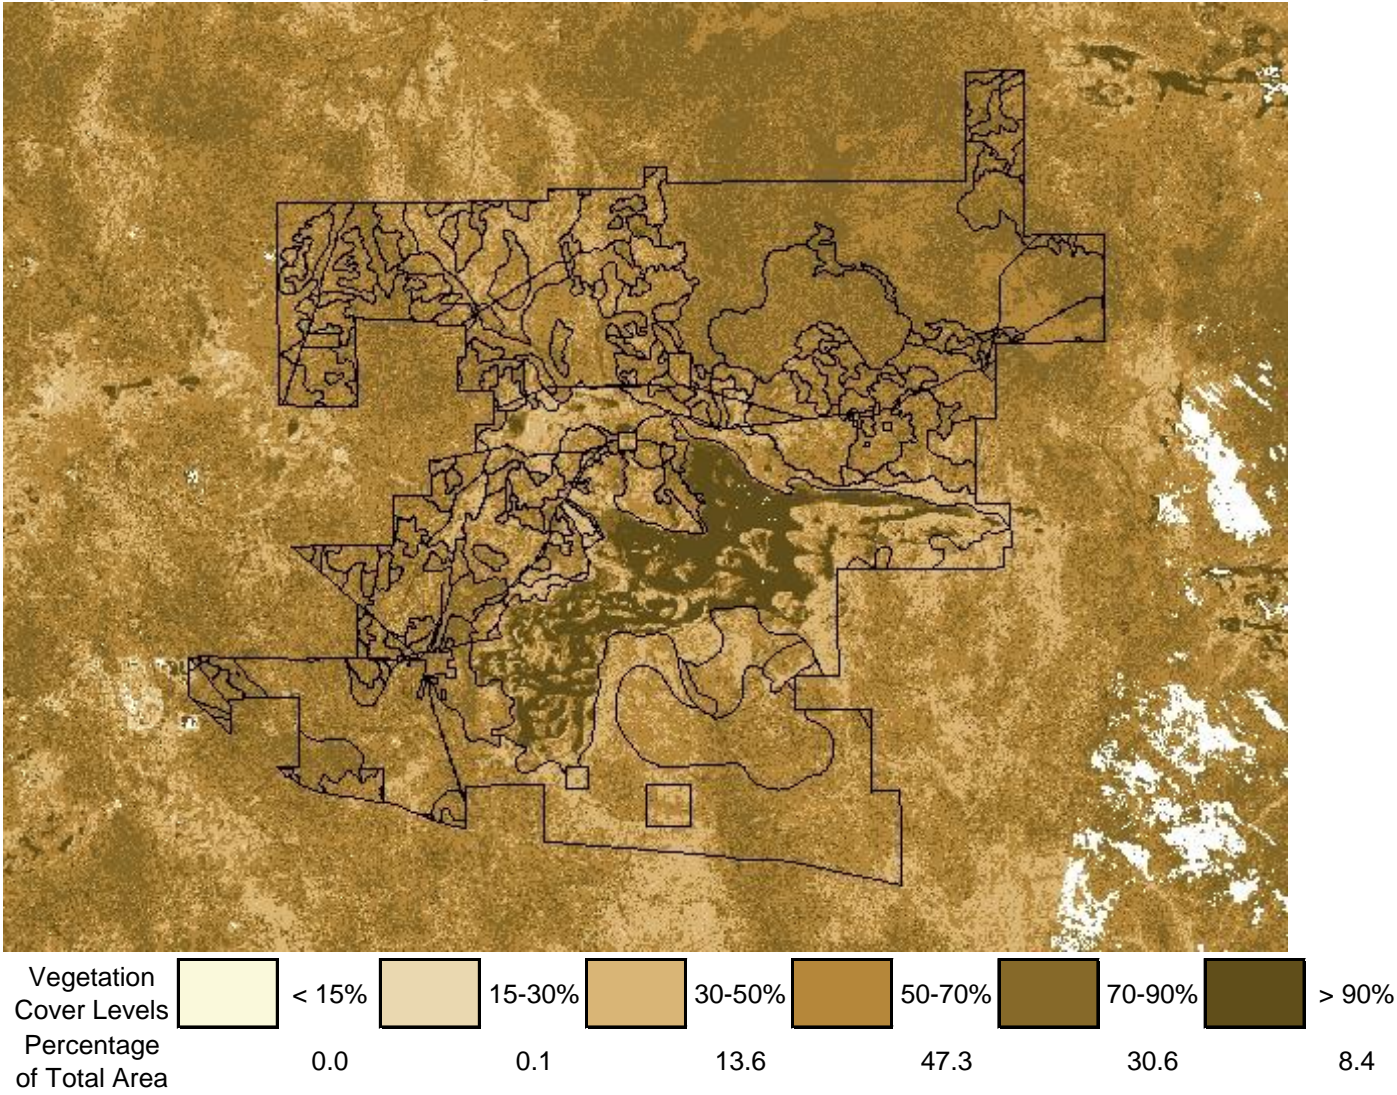 Vegetation
Cover Levels
< 15% 15-30% 30-50% 50-70% 70-90% > 90%
Percentage
of Total Area
0.0 0.1 13.6 47.3 30.6 8.4